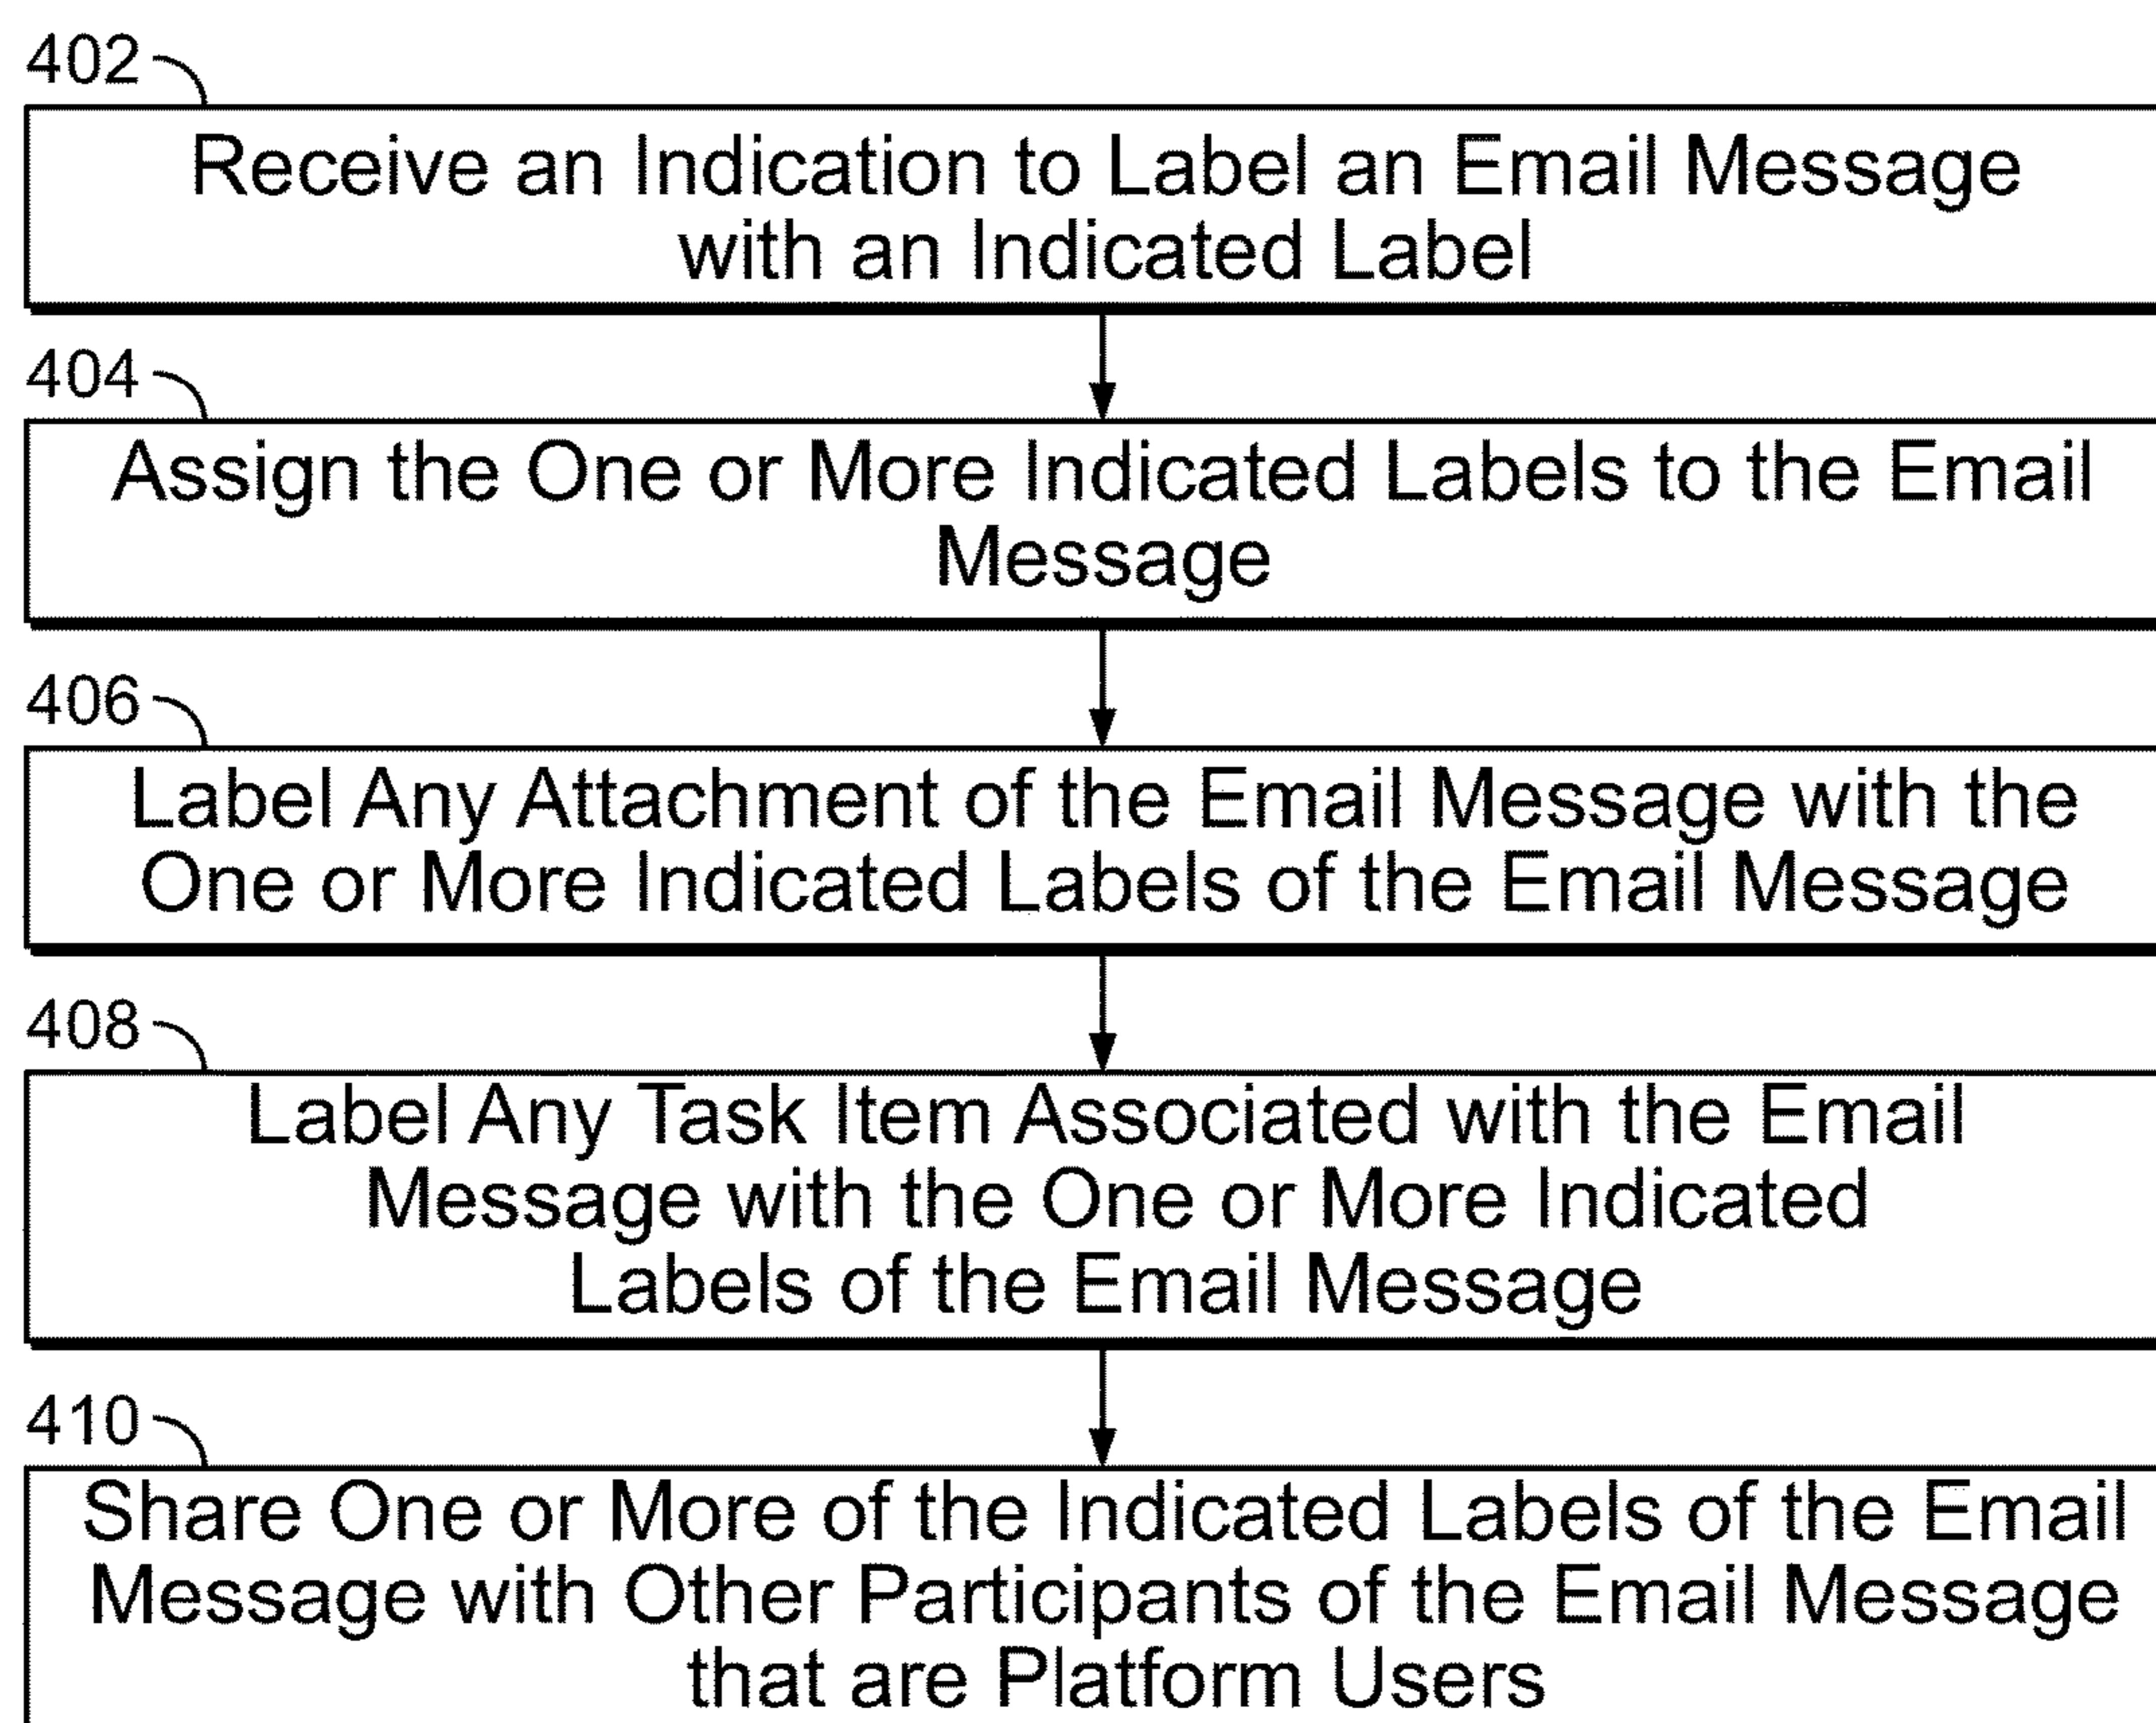 402
Receive an Indication to Label an Email Message
with an Indicated Label
404
Assign the One or More Indicated Labels to the Email
Message
406
Label Any Attachment of the Email Message with the
One or More Indicated Labels of the Email Message
408
Label Any Task Item Associated with the Email
Message with the One or More Indicated
Labels of the Email Message
410
Share One or More of the Indicated Labels of the Email
Message with Other Participants of the Email Message
that are Platform Users